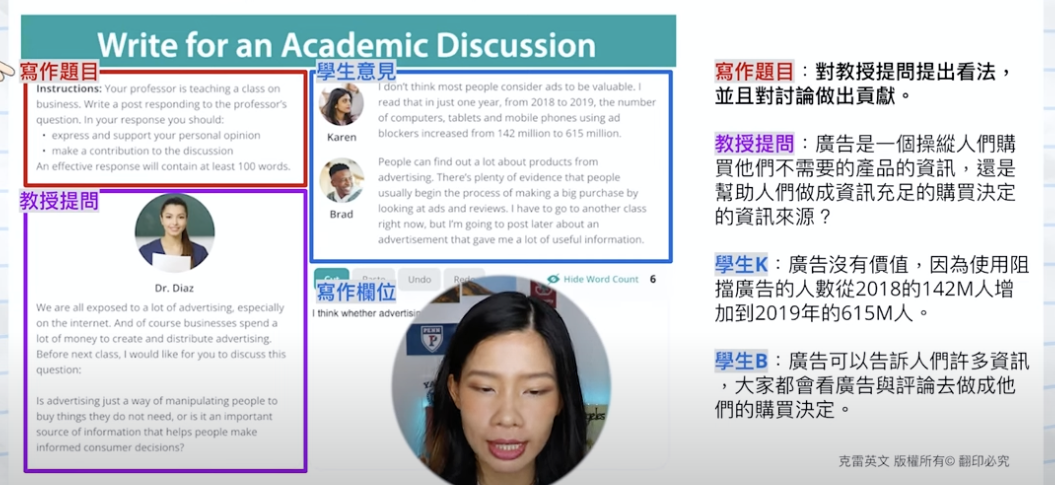 Write for an Academic Discussion
寫作題目
Instructions: Your professor is teaching a class on
business. Write a post responding to the professor's
question. In your response you should:
• express and support your personal opinion
• make a contribution to the discussion
An effective response will contain at least 100 words.
教授提問
Dr. Diaz
We are all exposed to a lot of advertising, especially
on the internet. And of course businesses spend a
lot of money to create and distribute advertising.
Before next class, I would like for you to discuss this
question:
Is advertising just a way of manipulating people to
buy things they do not need, or is it an important
source of information that helps people make
informed consumer decisions?
學生意見
I don't think most people consider ads to be valuable. I
read that in just one year, from 2018 to 2019, the number
of computers, tablets and mobile phones using ad
blockers increased from 142 million to 615 million.
Karen
People can find out a lot about products from
advertising. There's plenty of evidence that people
usually begin the process of making a big purchase by
looking at ads and reviews. I have to go to another class
right now, but I'm going to post later about an
advertisement that gave me a lot of useful information.
Brad
Cut Paste Undo Redo Hide Word Count 6
寫作欄位
I think whether advertisin
PENN
寫作題目：對教授提問提出看法，
並且對討論做出貢獻。
教授提問：廣告是一個操縱人們購
買他們不需要的產品的資訊，還是
幫助人們做成資訊充足的購買決定
的資訊來源？
學生K：廣告沒有價值，因為使用阻
擋廣告的人數從2018的142M人增
加到2019年的615M人。
學生B：廣告可以告訴人們許多資訊
，大家都會看廣告與評論去做成他
們的購買決定。
克雷英文 版權所有© 翻印必究